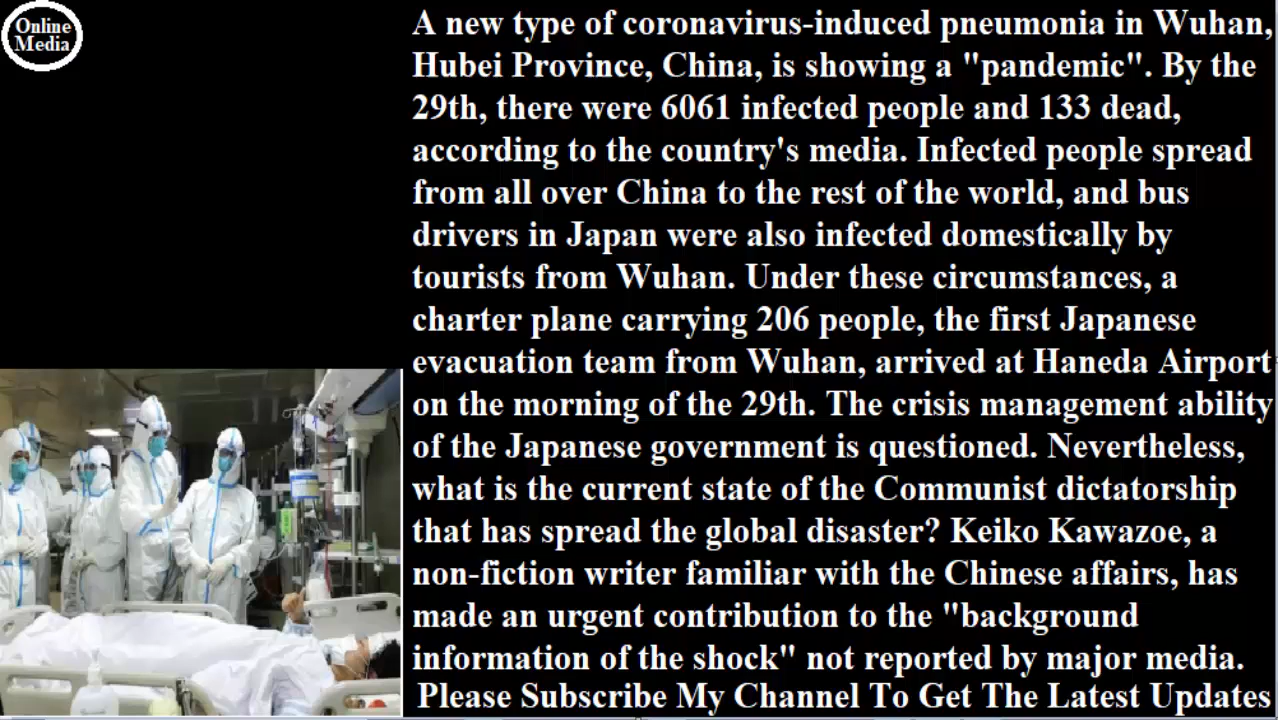 Online
Media
A new type of coronavirus-induced pneumonia in Wuhan,
Hubei Province, China, is showing a "pandemic". By the
29th, there were 6061 infected people and 133 dead,
according to the country's media. Infected people spread
from all over China to the rest of the world, and bus
drivers in Japan were also infected domestically by
tourists from Wuhan. Under these circumstances, a
charter plane carrying 206 people, the first Japanese
evacuation team from Wuhan, arrived at Haneda Airport
on the morning of the 29th. The crisis management ability
of the Japanese government is questioned. Nevertheless,
what is the current state of the Communist dictatorship
that has spread the global disaster? Keiko Kawazoe, a
non-fiction writer familiar with the Chinese affairs, has
made an urgent contribution to the "background
information of the shock" not reported by major media.
Please Subscribe My Channel To Get The Latest Updates